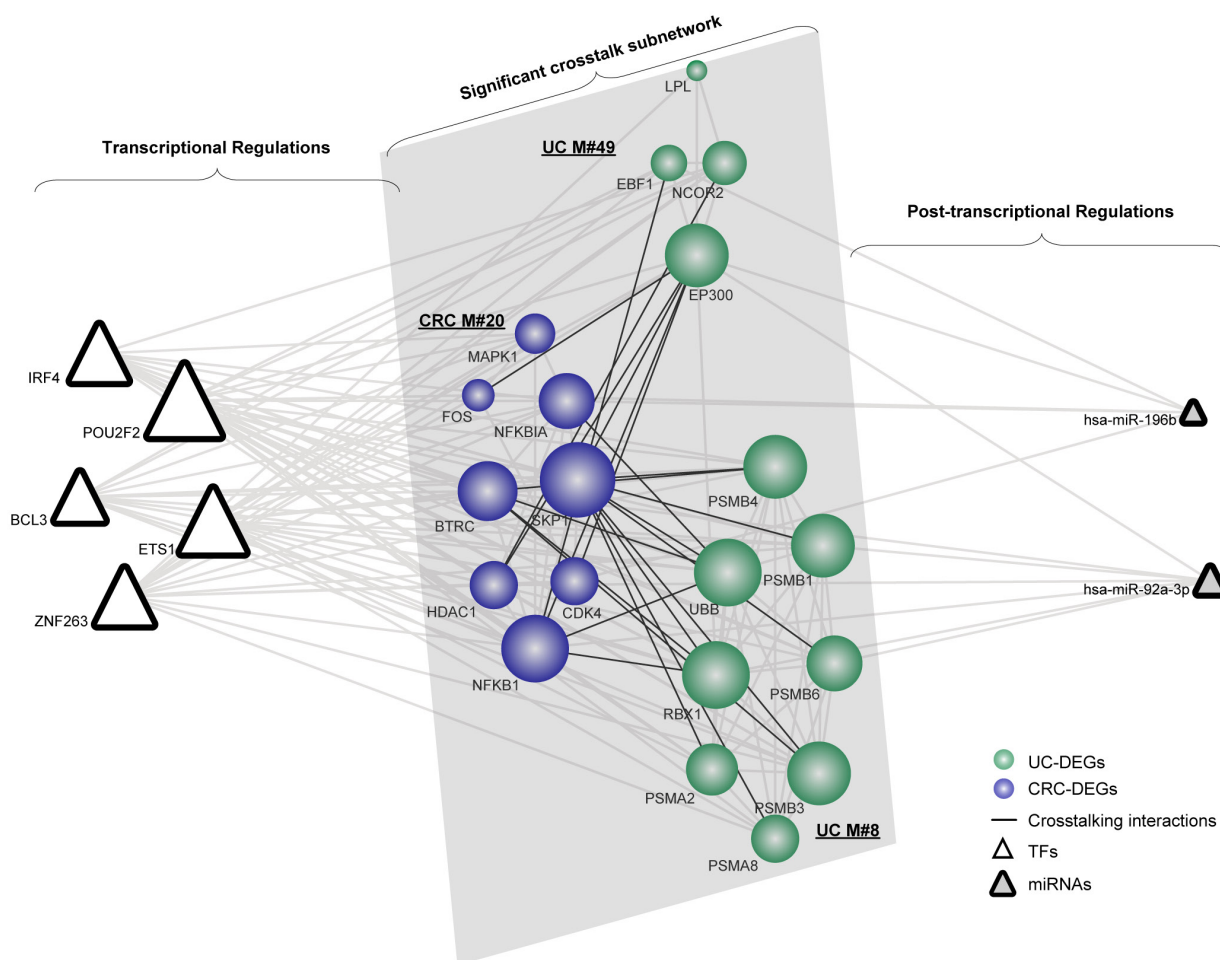 Significant crosstalk subnetwork
Transcriptional Regulations
Post-transcriptional Regulations
LPL
UC M#49
EBF1
NCOR2
EP300
CRC M#20
MAPK1
IRF4
FOS
POU2F2
NFKBIA
hsa-miR-196b
PSMB4
BCL3
BTRC
SKP1
ETS1
PSMB1
hsa-miR-92a-3p
UBB
HDAC1
CDK4
ZNF263
NFKB1
RBX1
PSMB6
PSMA2
PSMB3
UC M#8
PSMA8
UC-DEGs
CRC-DEGs
Crosstalking interactions
TFs
miRNAs